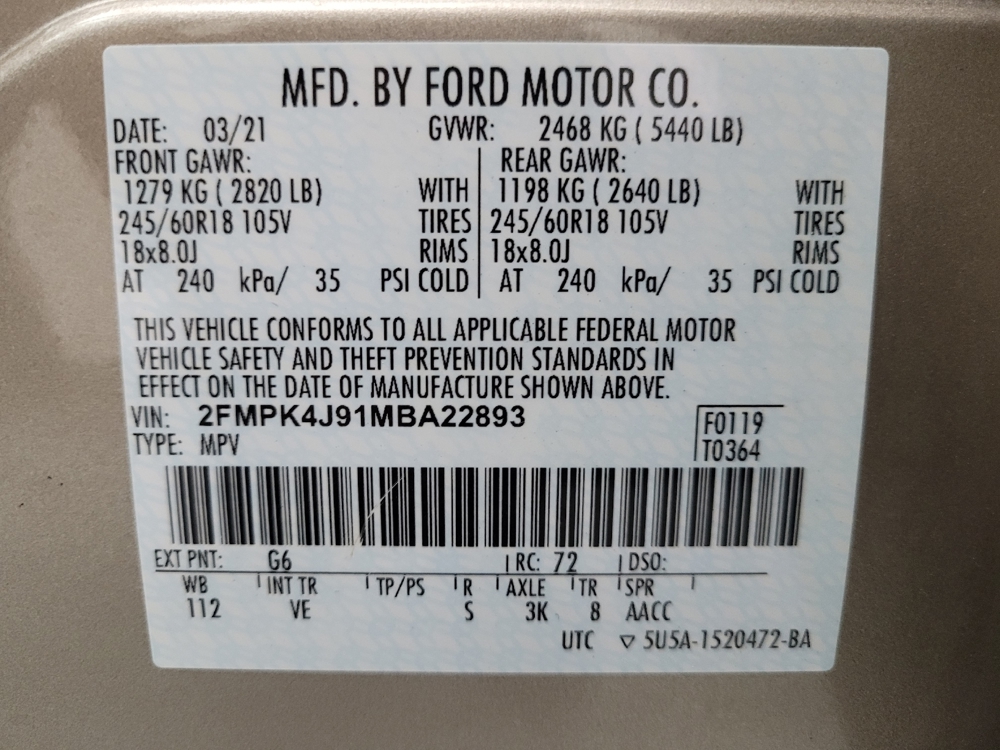 MFD. BY FORD MOTOR CO.
DATE: 03/21 GVWR: 2468 KG ( 5440 LB)
FRONT GAWR: REAR GAWR:
1279 KG ( 2820 LB) WITH 1198 KG ( 2640 LB) WITH
245/60R18 105V TIRES 245/60R18 105V TIRES
18x8.0J RIMS 18x8.0J RIMS
AT 240 kPa/ 35 PSI COLD AT 240 kPa/ 35 PSI COLD
THIS VEHICLE CONFORMS TO ALL APPLICABLE FEDERAL MOTOR
VEHICLE SAFETY AND THEFT PREVENTION STANDARDS IN
EFFECT ON THE DATE OF MANUFACTURE SHOWN ABOVE.
VIN: 2FMPK4J91MBA22893 F0119
TYPE: MPV T0364
EXT PNT: G6 RC: 72 DSO:
WB INT TR TP/PS R AXLE TR SPR
112 VE S 3K 8 AACC
UTC ▽ 5U5A-1520472-BA